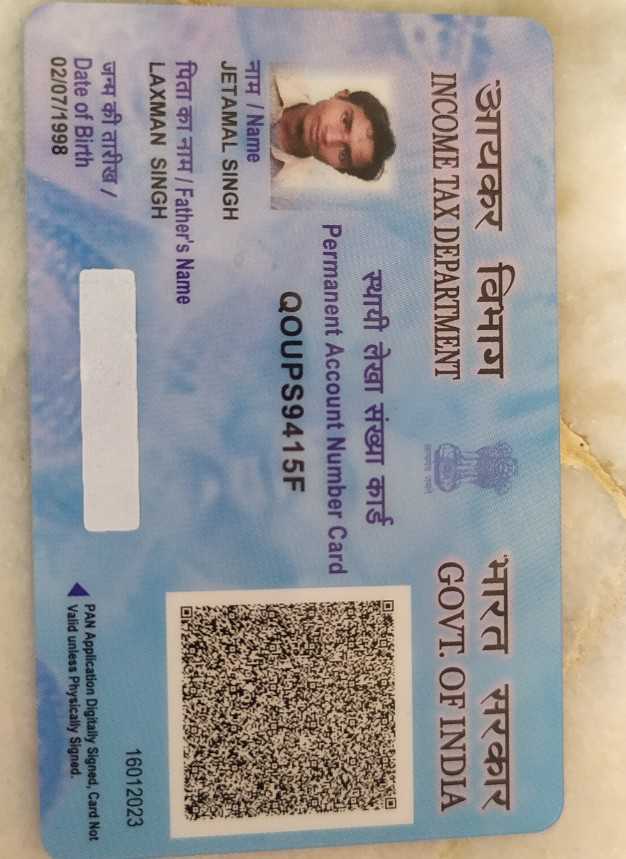 आयकर विभाग
INCOME TAX DEPARTMENT
भारत सरकार
GOVT. OF INDIA
सत्यमेव जयते
स्थायी लेखा संख्या कार्ड
Permanent Account Number Card
QOUPS9415F
नाम / Name
JETAMAL SINGH
पिता का नाम / Father's Name
LAXMAN SINGH
जन्म की तारीख /
Date of Birth
02/07/1998
16012023
PAN Application Digitally Signed, Card Not
Valid unless Physically Signed.